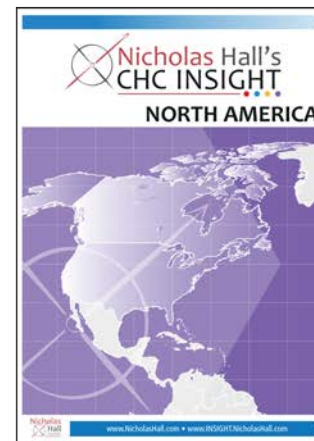 Nicholas Hall's
CHC INSIGHT
NORTH AMERICA
Nicholas
Hall
www.NicholasHall.com • www.INSIGHT.NicholasHall.com